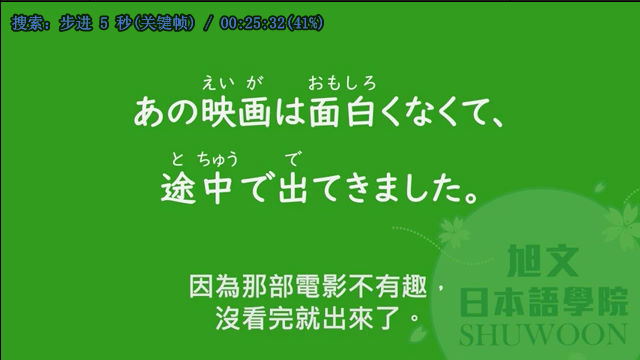 搜索: 步进 5 秒(关键帧) / 00:25:32(41%)
えい が おもしろ
あの映画は面白くなくて、
と ちゅう で
途中で出てきました。
因為那部電影不有趣，
沒看完就出來了。
旭文
日本語學院
SHUWOON